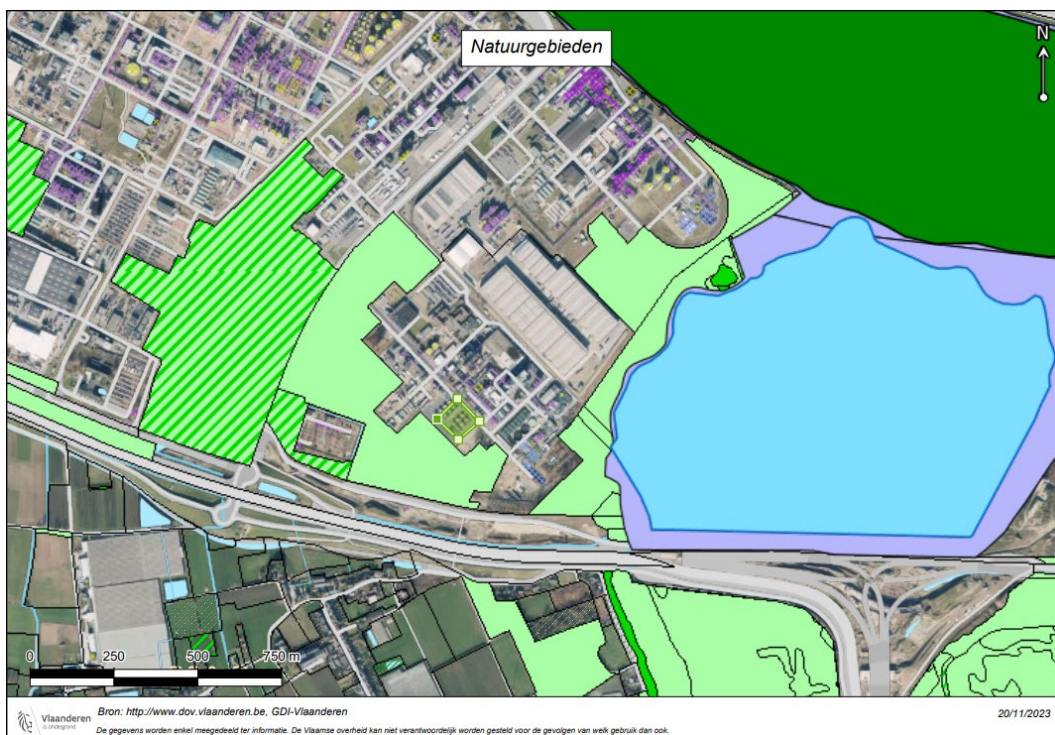 Natuurgebieden
N
0 250 500 750 m
Vlaanderen
is ondergrond
Bron: http://www.dov.vlaanderen.be, GDI-Vlaanderen
20/11/2023
De gegevens worden enkel meegedeeld ter informatie. De Vlaamse overheid kan niet verantwoordelijk worden gesteld voor de gevolgen van welk gebruik dan ook.